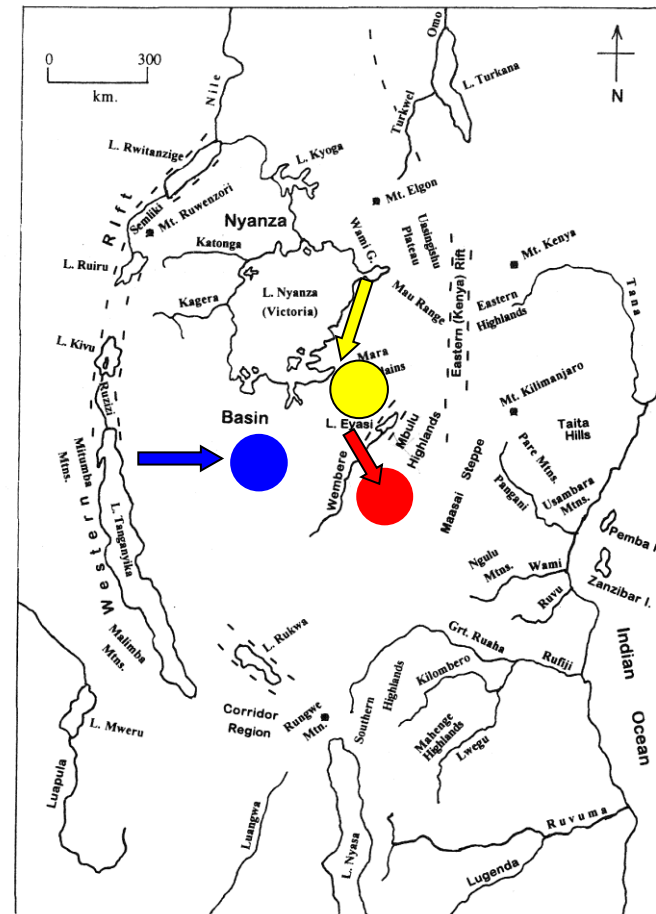 0 300
km.
N
Nile
Omo
L. Turkana
Turkwel
L. Rwitanzige
L. Kyoga
Semliki
Mt. Ruwenzori
Mt. Elgon
Nyanza
Rift
Katonga
Wami G.
Uasingishu
Plateau
Mt. Kenya
L. Ruiru
Kagera
L. Nyanza
(Victoria)
Mau Range
Eastern (Kenya) Rift
Eastern
Highlands
Tana
L. Kivu
Mara
Ruzizi
Mt. Kilimanjaro
Basin
L. Eyasi
Mbulu
Highlands
Taita
Hills
Mitumba
Mtns.
Wembere
Maasai Steppe
Pare Mtns.
Pangani
Usambara
Mtns.
Western
L. Tanganyika
Pemba I
Ngulu
Mtns.
Wami
Zanzibar I.
Ruvu
Malimba
Mtns.
L. Rukwa
Grt. Ruaha
Rufiji
Indian
Ocean
Kilombero
Southern
Highlands
Corridor
Region
Rungwe
Mtn.
L. Mweru
Mahenge
Highlands
Lwegu
Luapula
Luangwa
L. Nyasa
Ruvuma
Lugenda